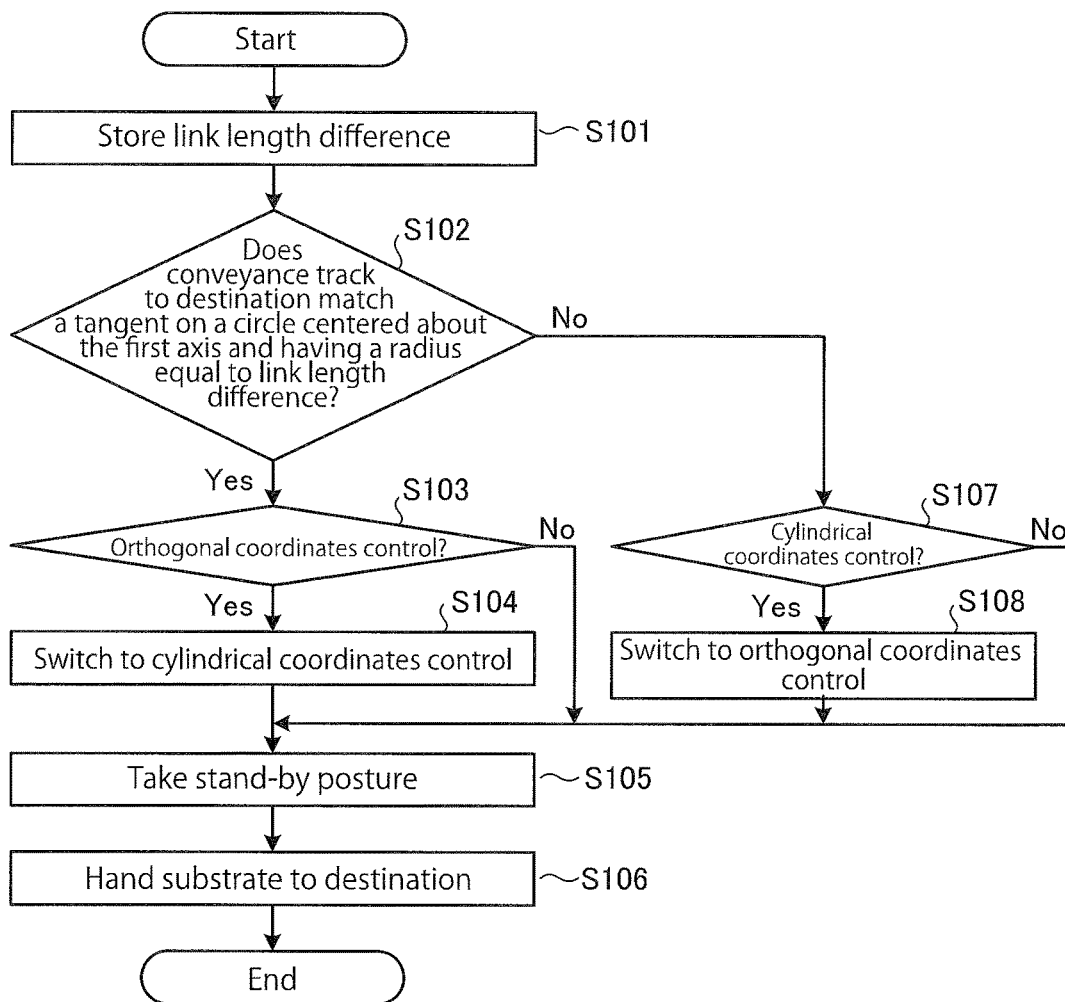 Start
Store link length difference
S101
S102
Does
conveyance track
to destination match
a tangent on a circle centered about
the first axis and having a radius
equal to link length
difference?
No
Yes
S103
Orthogonal coordinates control?
No
S107
Cylindrical
coordinates control?
No
Yes
S104
Switch to cylindrical coordinates control
Yes
S108
Switch to orthogonal coordinates
control
Take stand-by posture
S105
Hand substrate to destination
S106
End